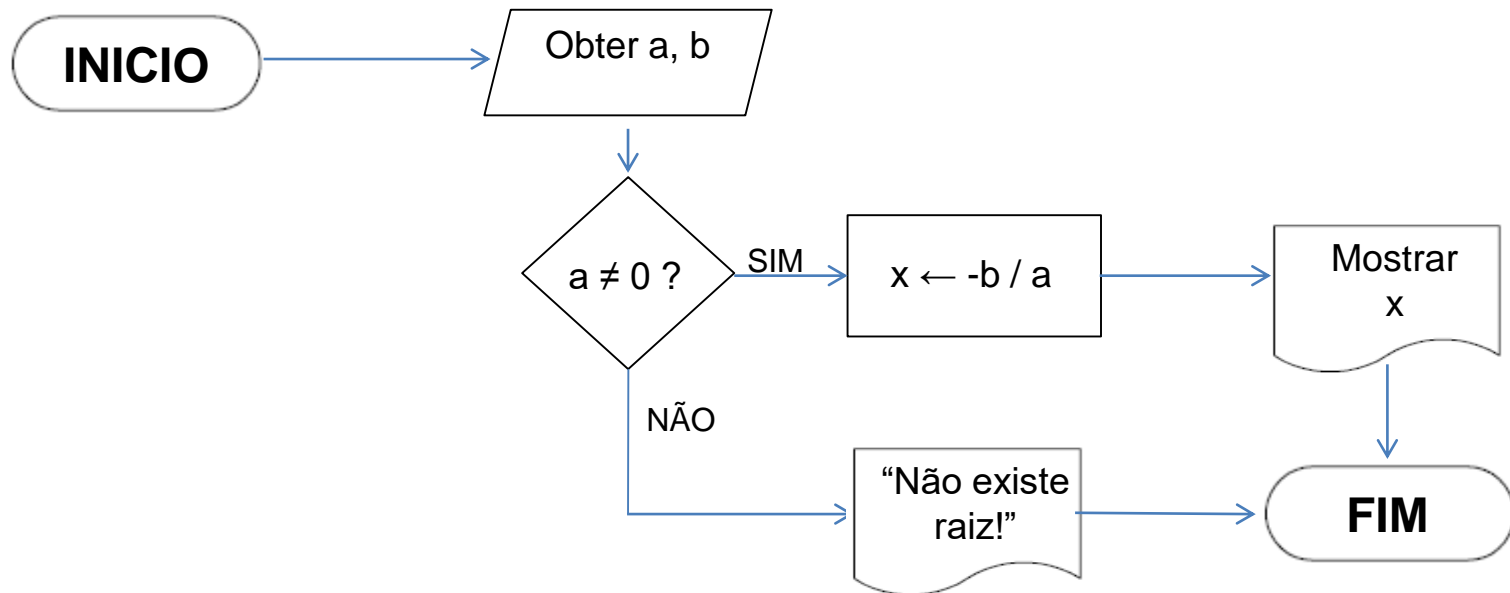 INICIO
Obter a, b
a ≠ 0 ?
SIM
x ← -b / a
Mostrar
x
NÃO
“Não existe
raiz!”
FIM